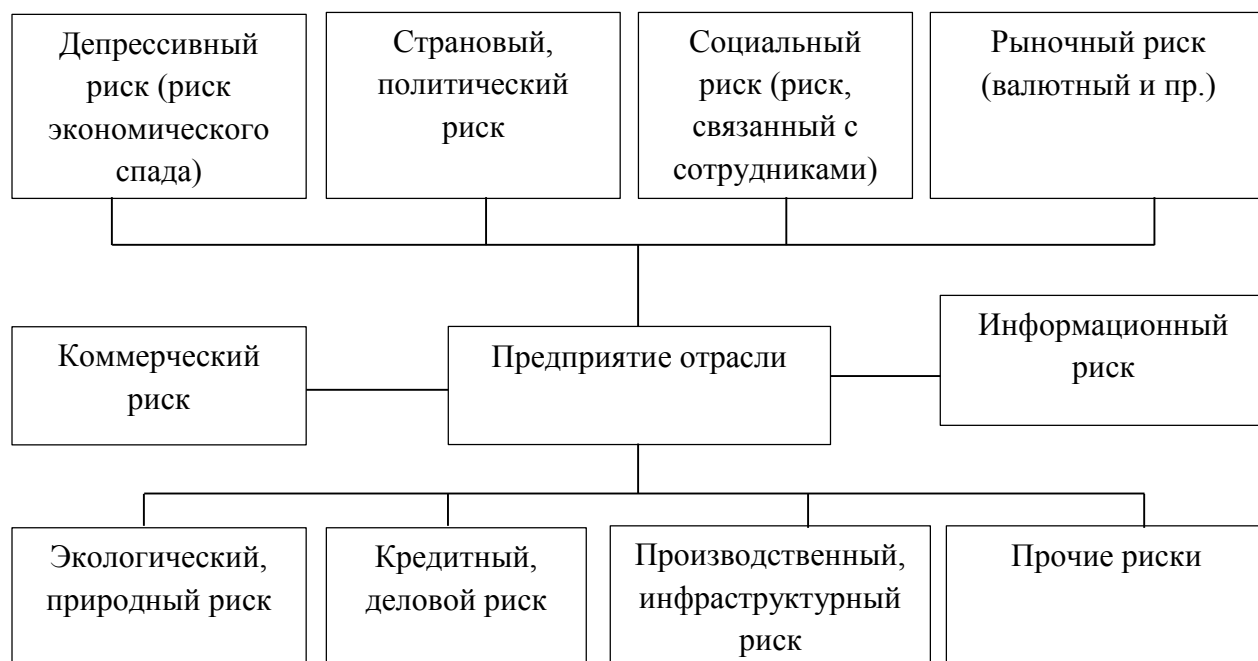 Депрессивный
риск (риск
экономического
спада)
Страновый,
политический
риск
Социальный
риск (риск,
связанный с
сотрудниками)
Рыночный риск
(валютный и пр.)
Коммерческий
риск
Предприятие отрасли
Информационный
риск
Экологический,
природный риск
Кредитный,
деловой риск
Производственный,
инфраструктурный
риск
Прочие риски